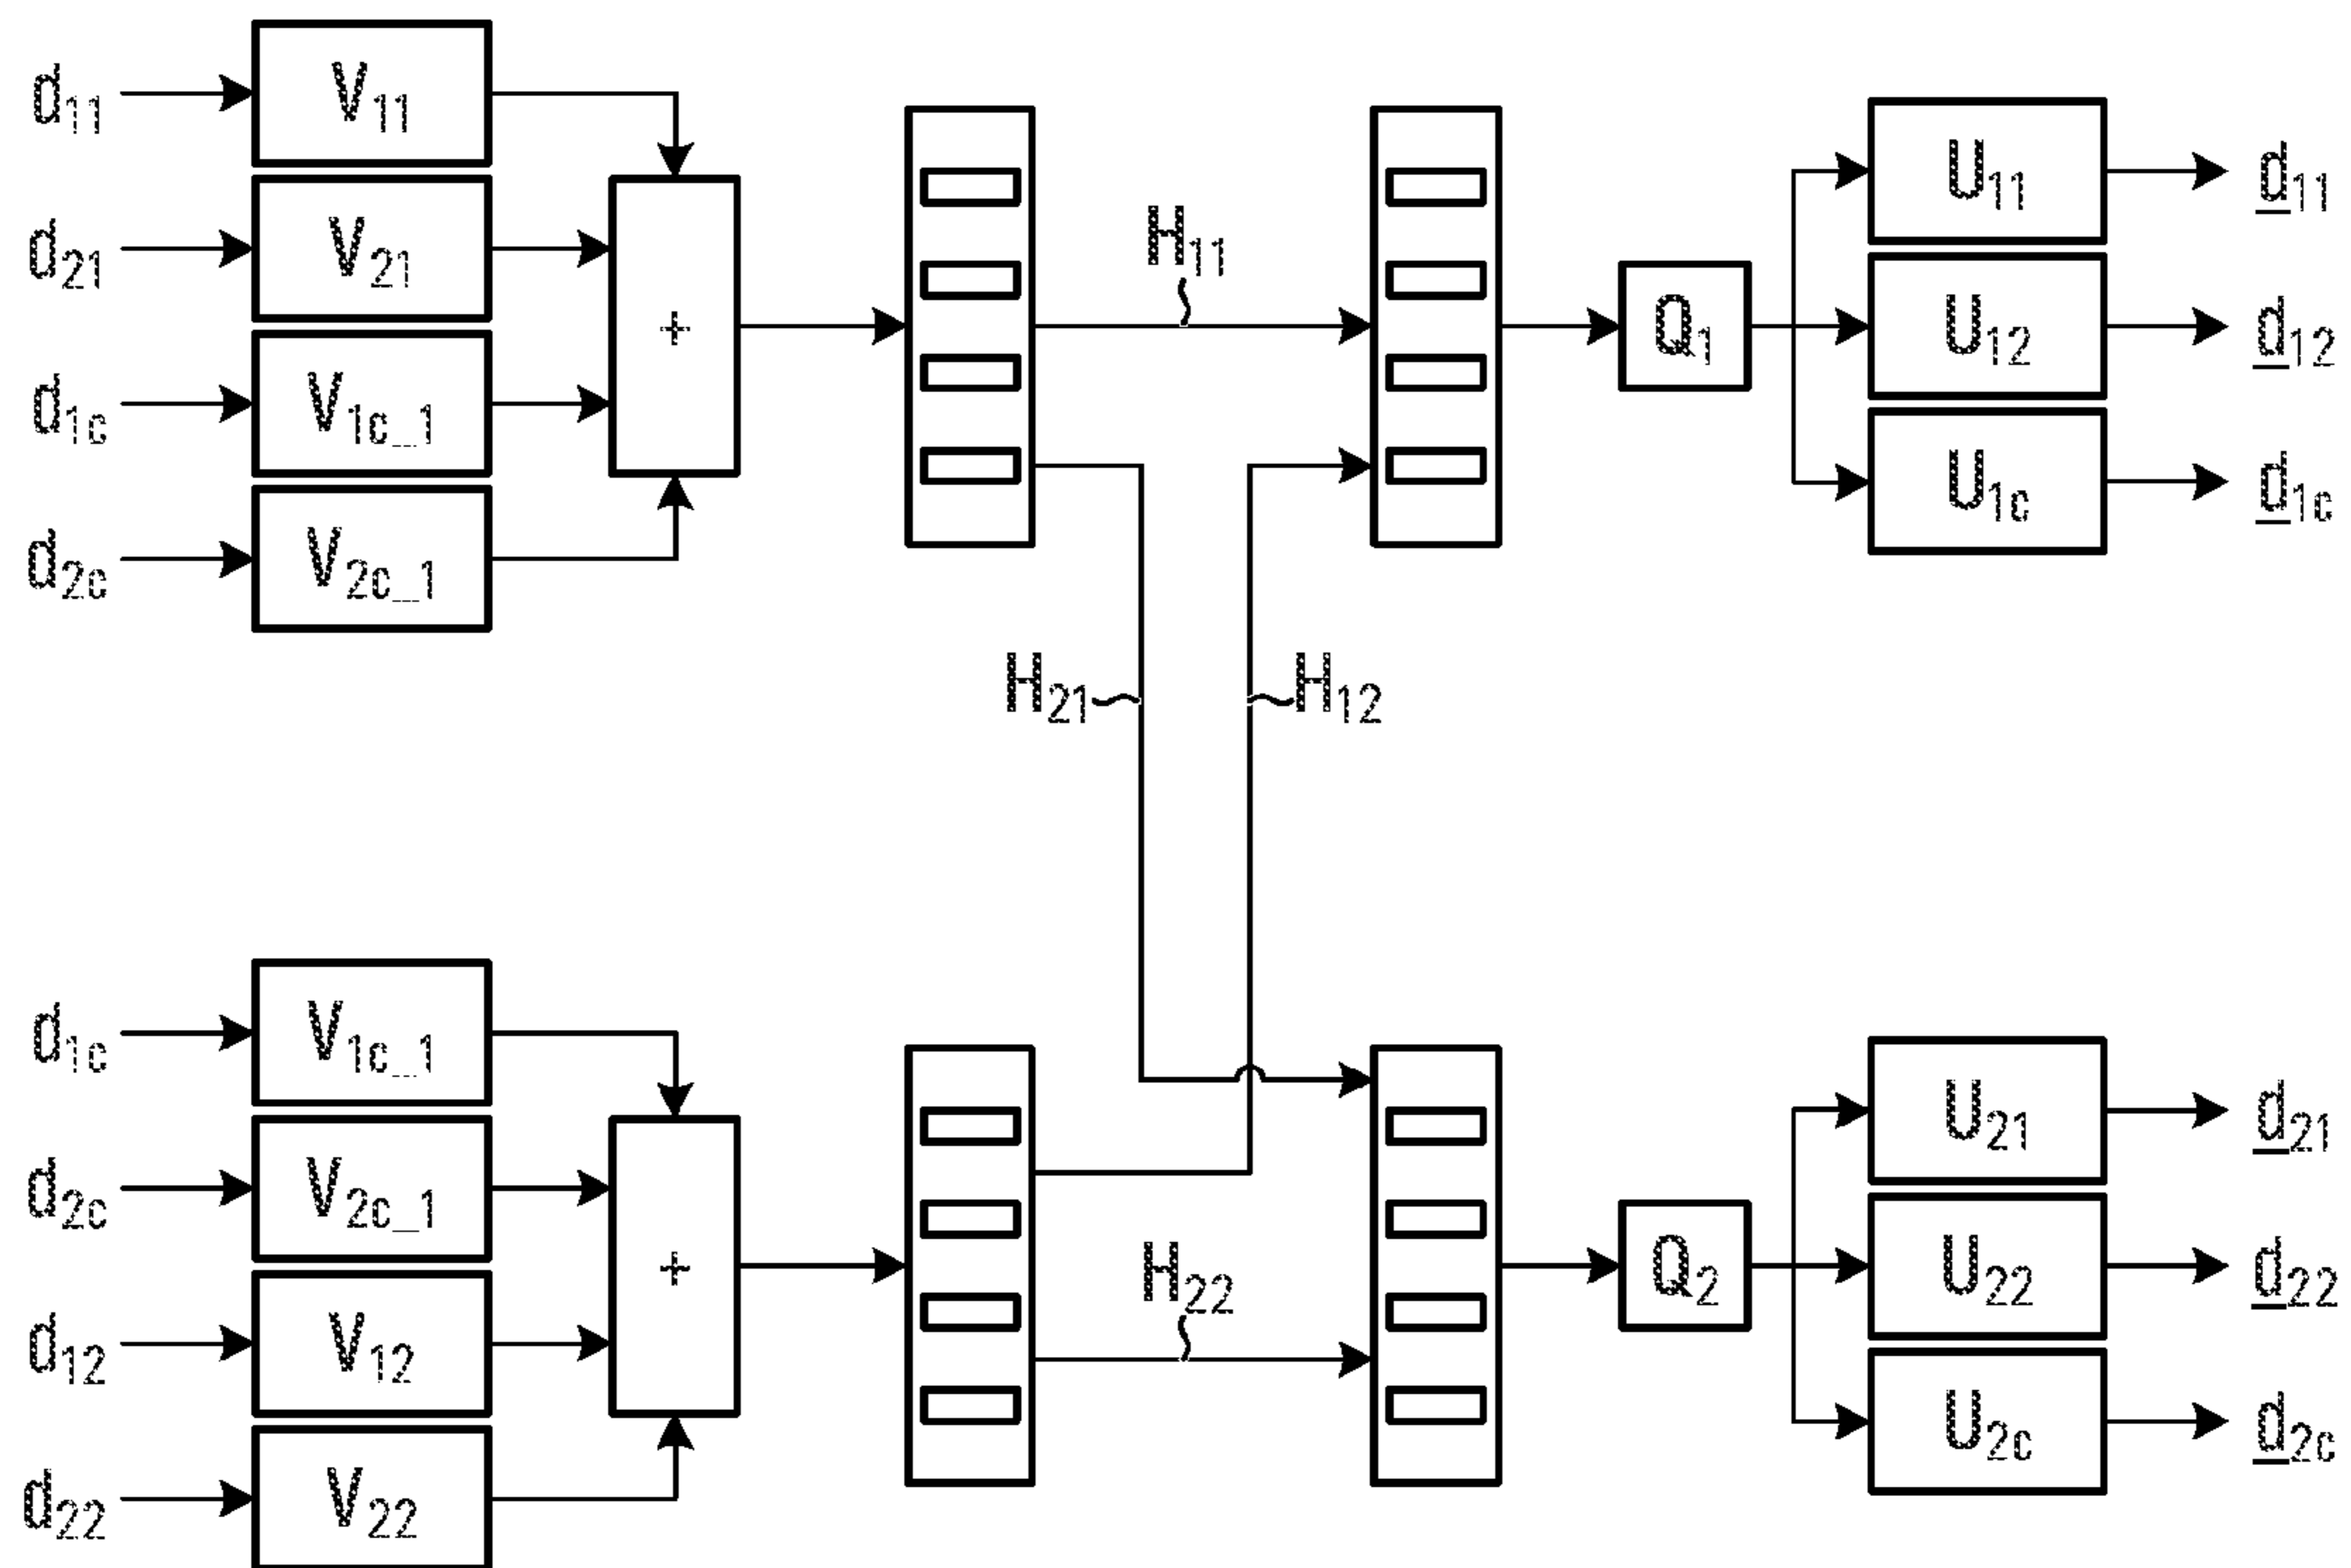 d11 V11
d21 V21
d1c V1c_1
d2c V2c_1
+
H11
Q1
U11 d11
U12 d12
U1c d1c
H21 H12
d1c V1c_1
d2c V2c_1
d12 V12
d22 V22
+
H22
Q2
U21 d21
U22 d22
U2c d2c